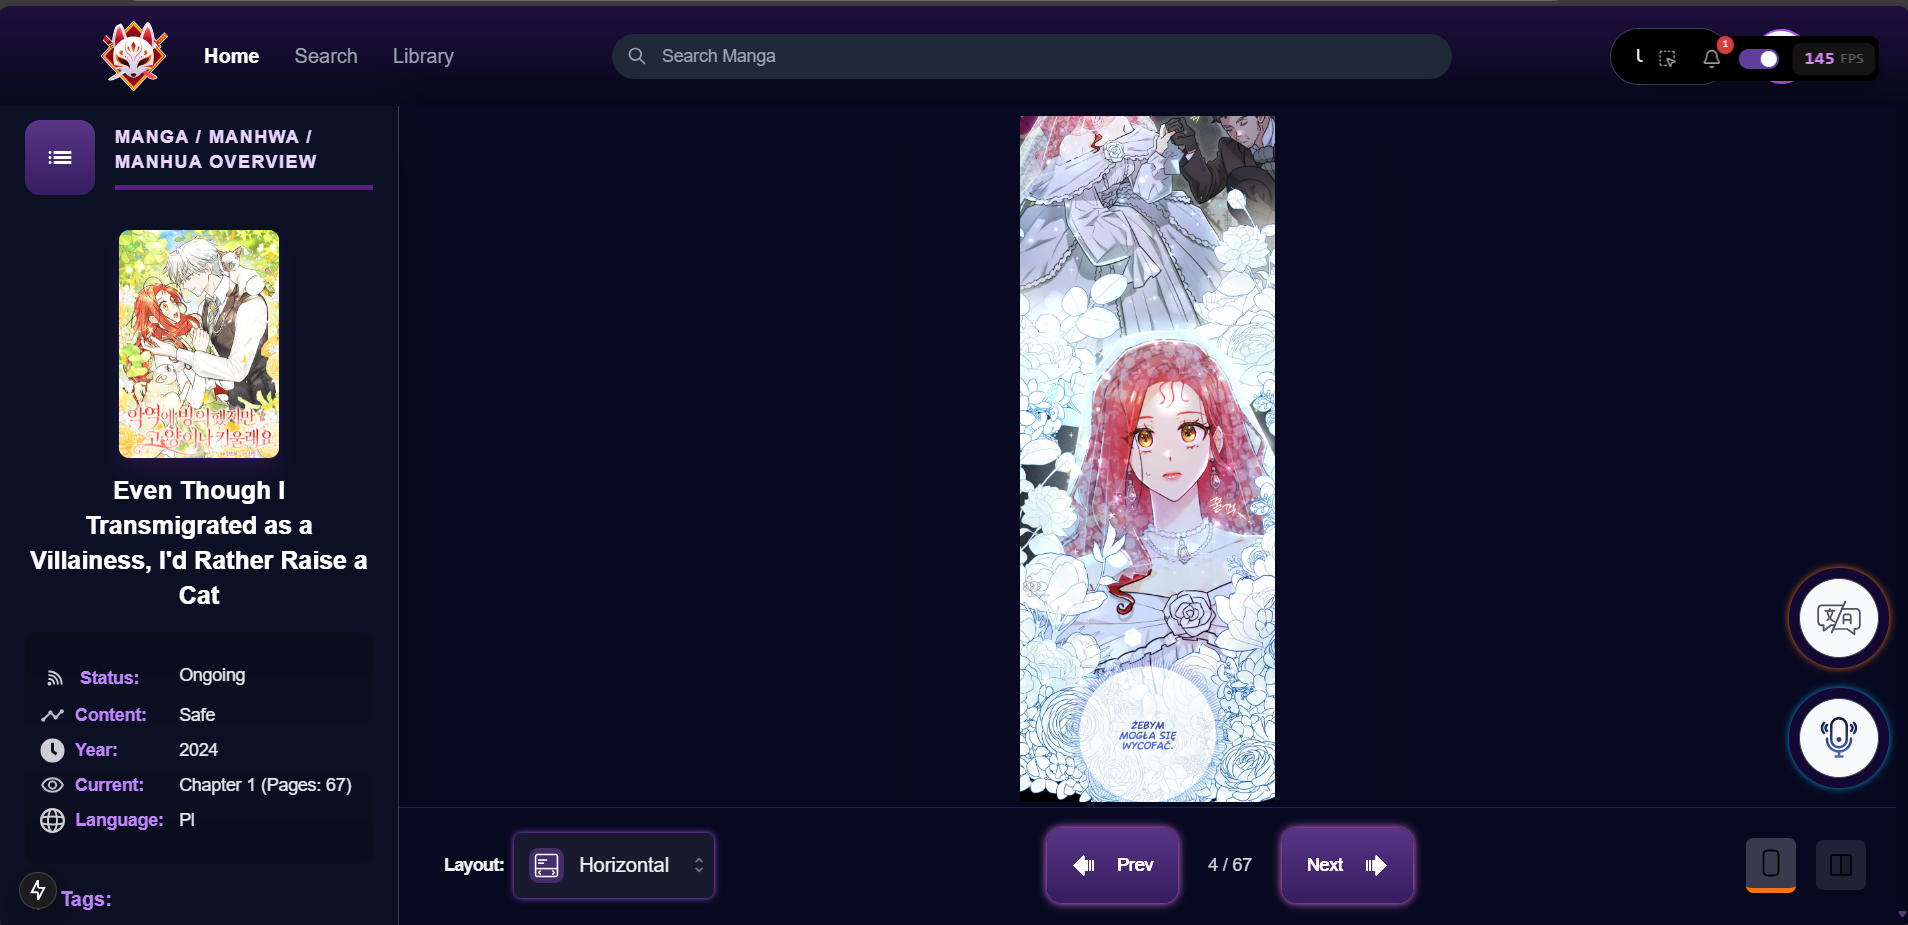 Home
Search
Library
Search Manga
1
145 FPS
MANGA / MANHWA /
MANHUA OVERVIEW
악역에 빙의했지만
고양이나 키울래요
Even Though I
Transmigrated as a
Villainess, I'd Rather Raise a
Cat
Status: Ongoing
Content: Safe
Year: 2024
Current: Chapter 1 (Pages: 67)
Language: Pl
Tags:
ŻEBYM
MOGŁA SIĘ
WYCOFAĆ.
Layout:
Horizontal
Prev
4 / 67
Next